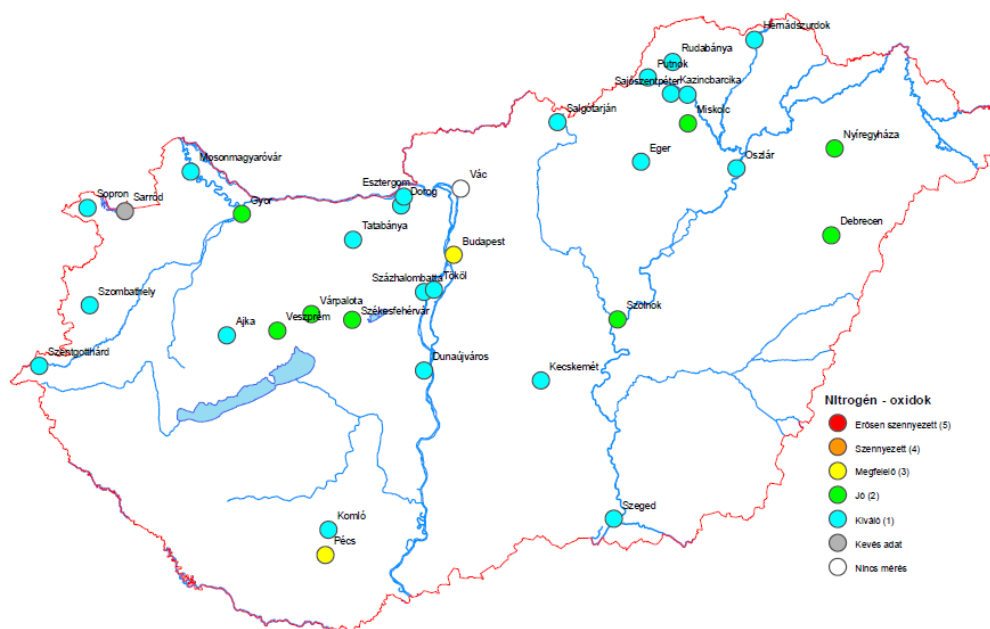 Hernádszurdok
Rudabánya
Putnok
Sajószentpéter
Kazincbarcika
Salgótarján
Miskolc
Nyíregyháza
Eger
Oszlár
Mosonmagyaróvár
Vác
Esztergom
Dorog
Sopron
Sarród
Gyor
Debrecen
Tatabánya
Budapest
Százhalombatta
Tököl
Szombathely
Várpalota
Székesfehérvár
Veszprém
Ajka
Szolnok
Szentgotthárd
Dunaújváros
Kecskemét
NItrogén - oxidok
Erősen szennyezett (5)
Szennyezett (4)
Megfelelő (3)
Jó (2)
Kiváló (1)
Kevés adat
Nincs mérés
Szeged
Komló
Pécs